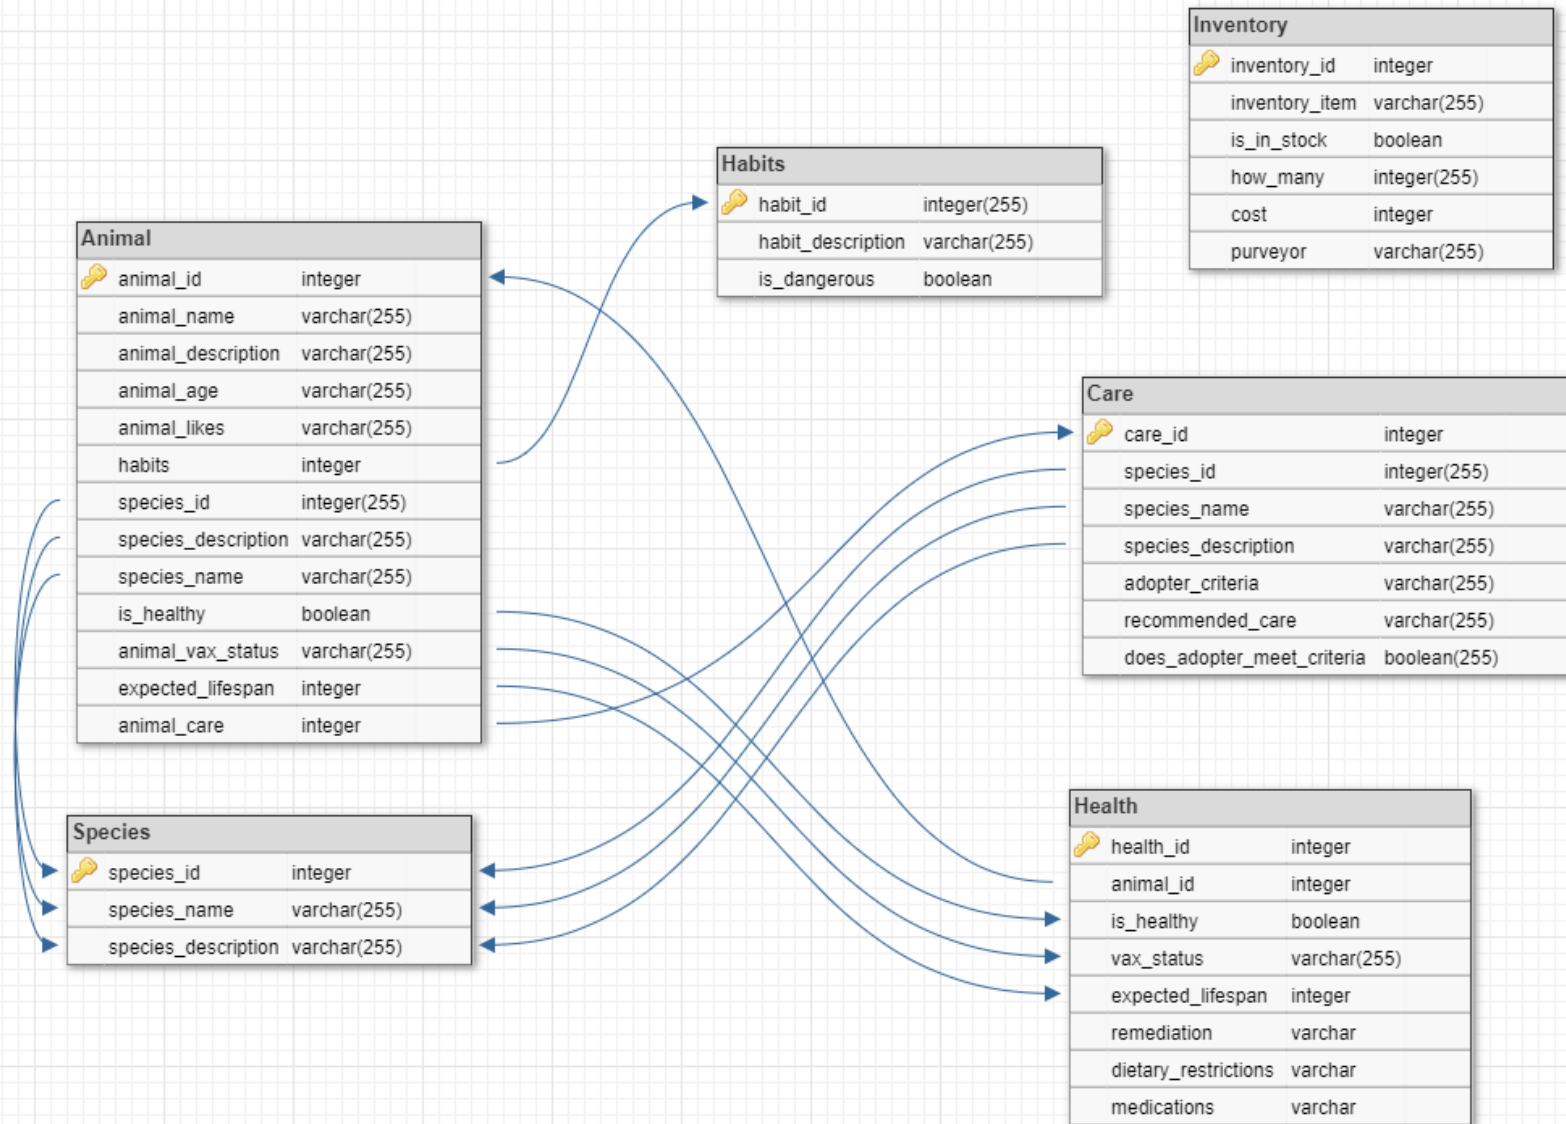 Inventory
inventory_id integer
inventory_item varchar(255)
is_in_stock boolean
how_many integer(255)
cost integer
purveyor varchar(255)
Habits
habit_id integer(255)
habit_description varchar(255)
is_dangerous boolean
Animal
animal_id integer
animal_name varchar(255)
animal_description varchar(255)
animal_age varchar(255)
animal_likes varchar(255)
habits integer
species_id integer(255)
species_description varchar(255)
species_name varchar(255)
is_healthy boolean
animal_vax_status varchar(255)
expected_lifespan integer
animal_care integer
Care
care_id integer
species_id integer(255)
species_name varchar(255)
species_description varchar(255)
adopter_criteria varchar(255)
recommended_care varchar(255)
does_adopter_meet_criteria boolean(255)
Species
species_id integer
species_name varchar(255)
species_description varchar(255)
Health
health_id integer
animal_id integer
is_healthy boolean
vax_status varchar(255)
expected_lifespan integer
remediation varchar
dietary_restrictions varchar
medications varchar